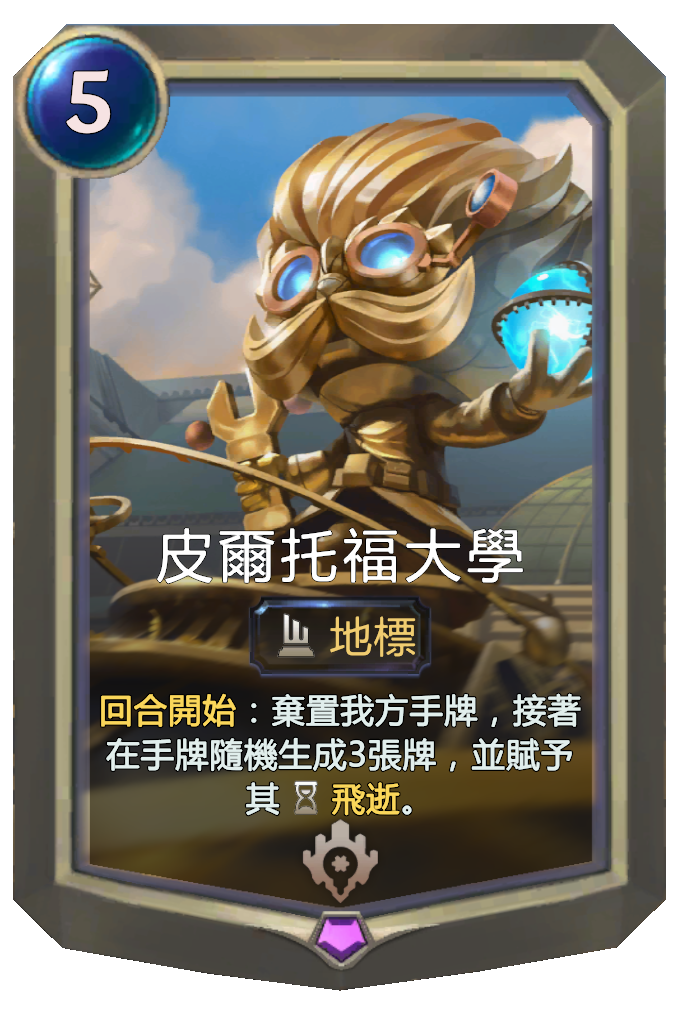 5
皮爾托福大學
地標
回合開始：棄置我方手牌，接著
在手牌隨機生成3張牌，並賦予
其 飛逝。